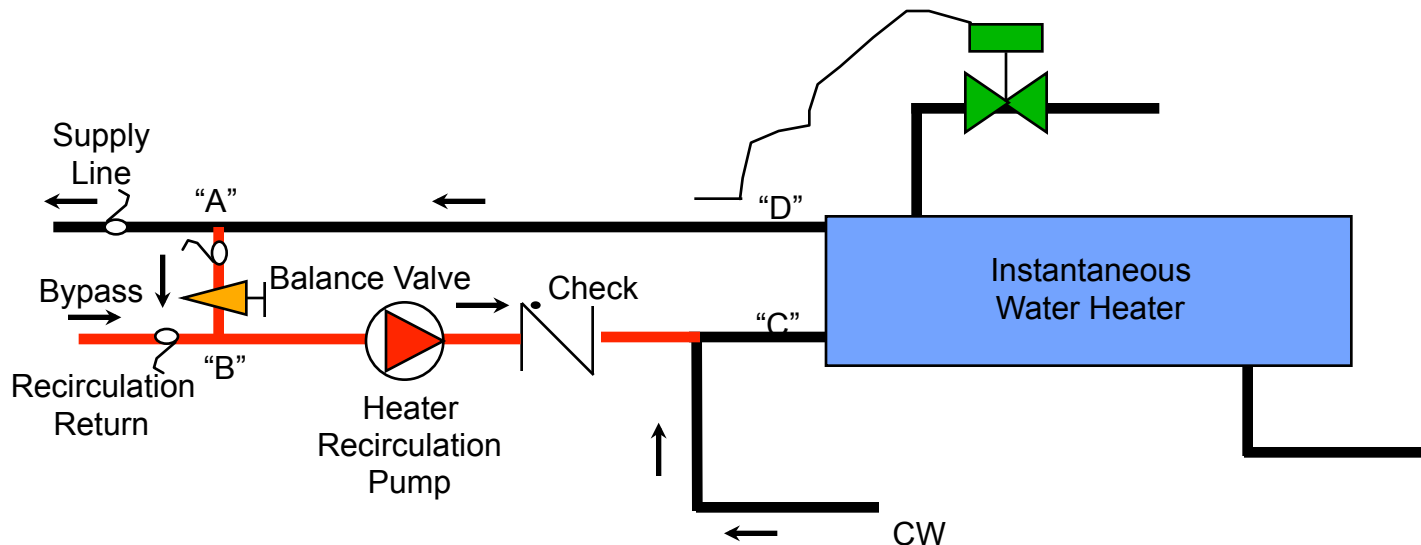 Supply
Line
“A”
“D”
Instantaneous
Water Heater
Bypass
Balance Valve
Check
“C”
“B”
Recirculation
Return
Heater
Recirculation
Pump
CW